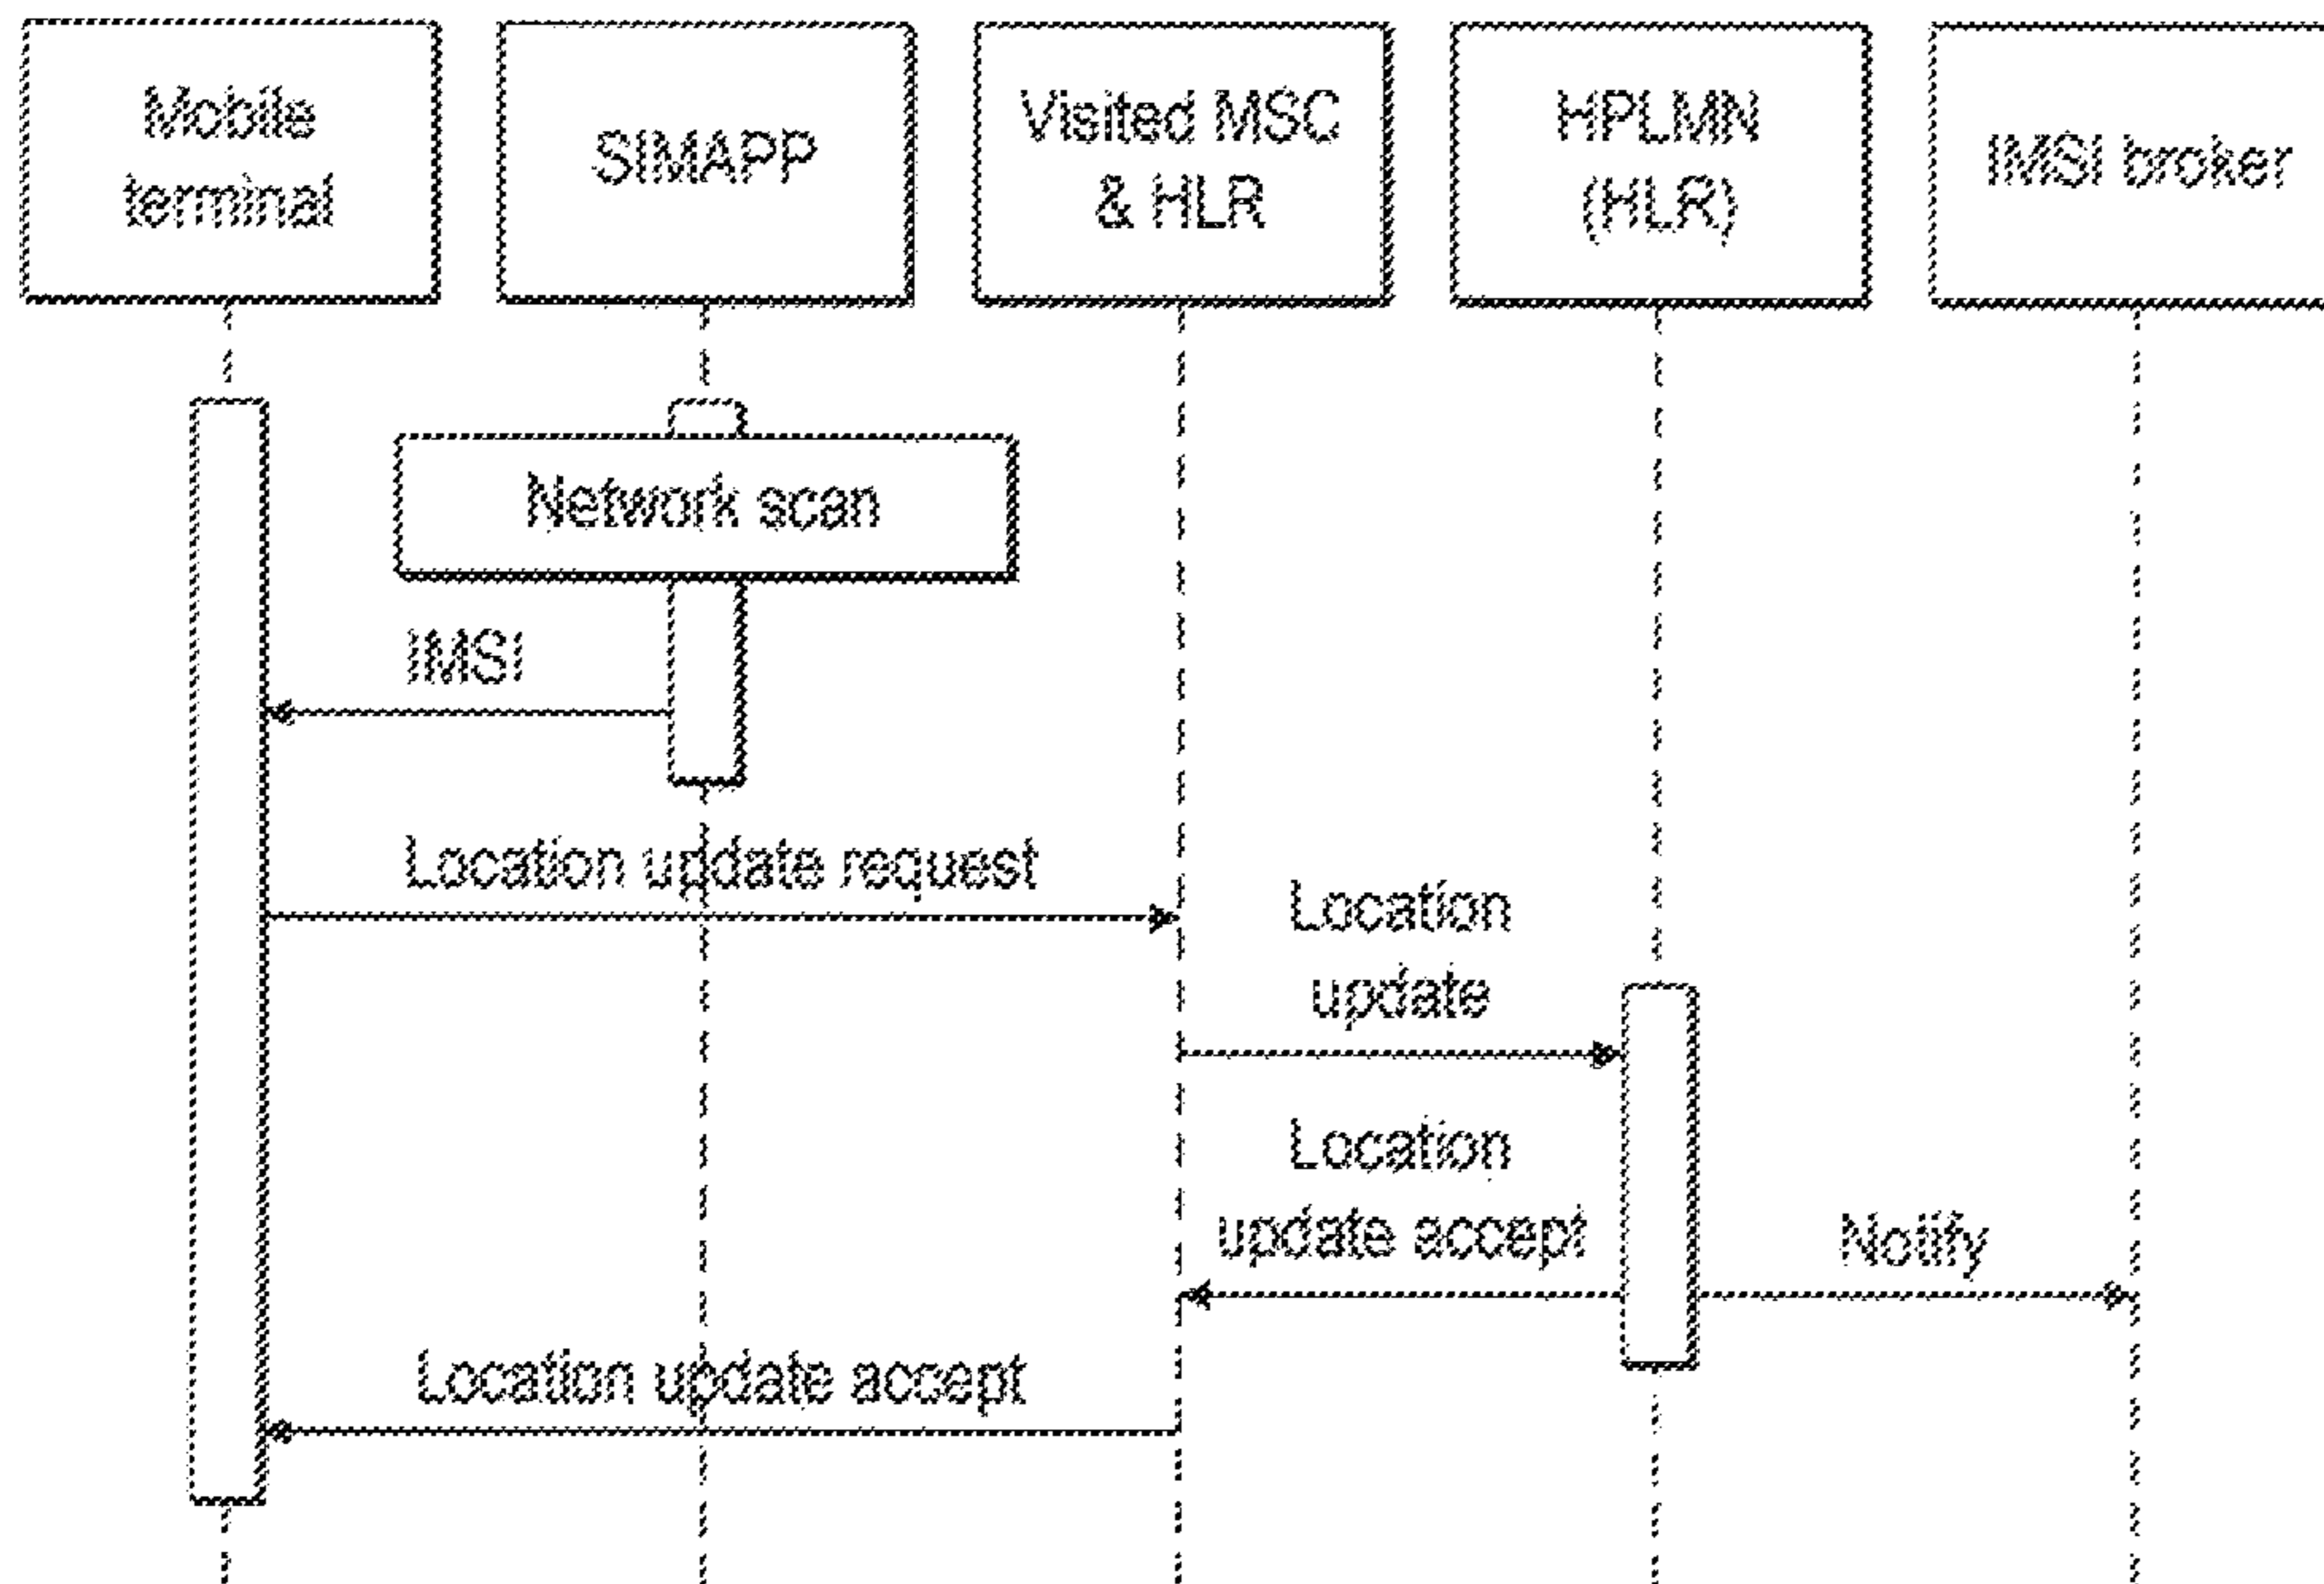 Mobile
terminal
SIMAPP
Visited MSC
& HLR
HPLMN
(HLR)
IMSI broker
Network scan
IMSI
Location update request
Location
update
Location
update accept
Notify
Location update accept